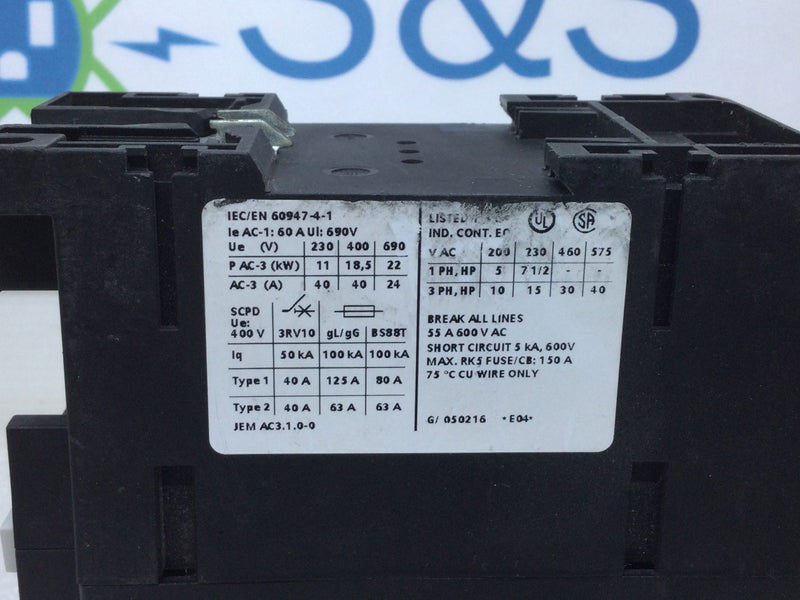 S&S
IEC/EN 60947-4-1
Ie AC-1: 60 A UI: 690V
Ue (V) 230 400 690
P AC-3 (kW) 11 18,5 22
AC-3 (A) 40 40 24
SCPD
Ue:
400 V 3RV10 gL/gG BS88T
Iq 50 kA 100 kA 100 kA
Type 1 40 A 125 A 80 A
Type 2 40 A 63 A 63 A
JEM AC3.1.0-0
LISTED UL SA
IND. CONT.
V AC 200 230 460 575
1 PH, HP 5 7 1/2 - -
3 PH, HP 10 15 30 40
BREAK ALL LINES
55 A 600 V AC
SHORT CIRCUIT 5 kA, 600V
MAX. RK5 FUSE/CB: 150 A
75 °C CU WIRE ONLY
G/ 050216 *E04*